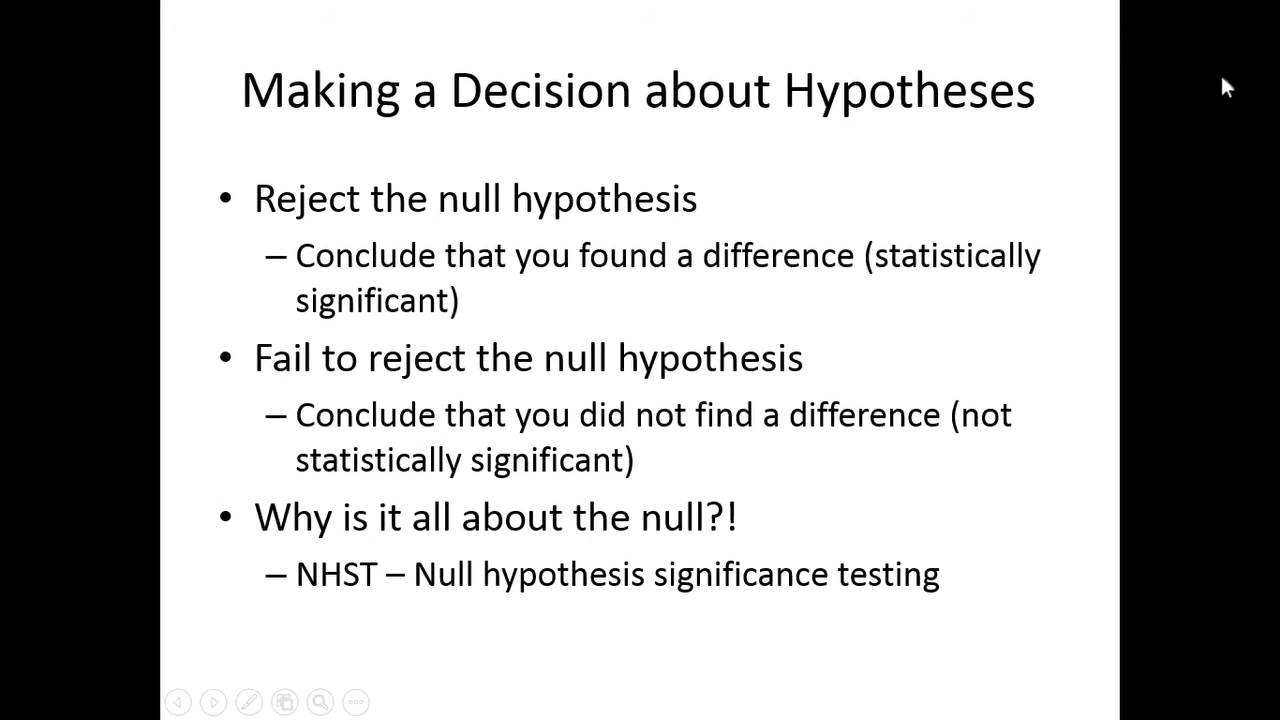 Making a Decision about Hypotheses
• Reject the null hypothesis
– Conclude that you found a difference (statistically
significant)
• Fail to reject the null hypothesis
– Conclude that you did not find a difference (not
statistically significant)
• Why is it all about the null?!
– NHST – Null hypothesis significance testing